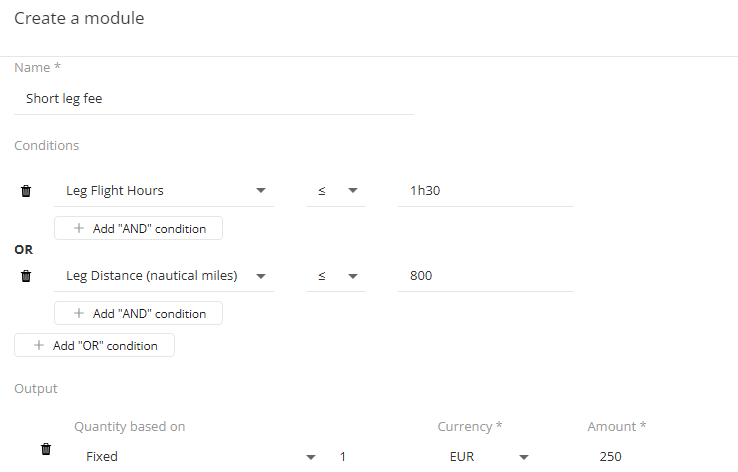 Create a module
Name *
Short leg fee
Conditions
Leg Flight Hours ≤ 1h30
+ Add "AND" condition
OR
Leg Distance (nautical miles) ≤ 800
+ Add "AND" condition
+ Add "OR" condition
Output
Quantity based on Currency * Amount *
Fixed 1 EUR 250